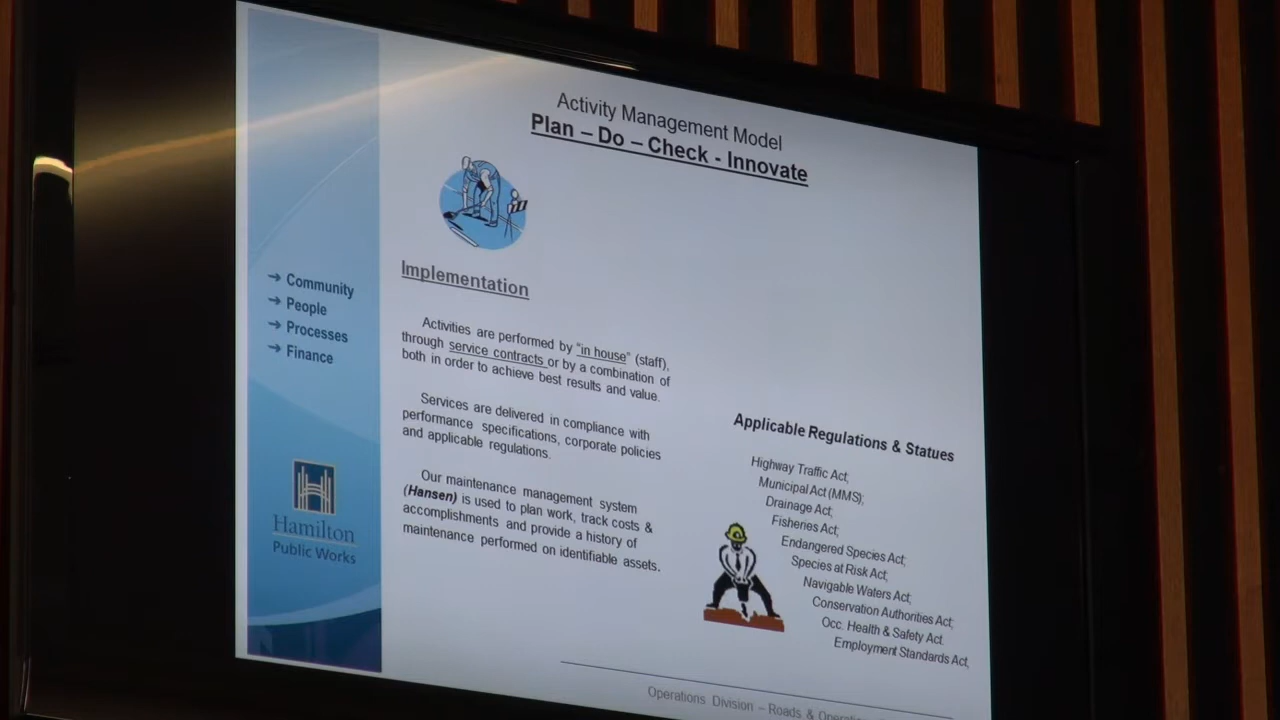 Activity Management Model
Plan – Do – Check - Innovate
→ Community
→ People
→ Processes
→ Finance
Hamilton
Public Works
Implementation
Activities are performed by "in house" (staff),
through service contracts or by a combination of
both in order to achieve best results and value.
Services are delivered in compliance with
performance specifications, corporate policies
and applicable regulations.
Our maintenance management system
(Hansen) is used to plan work, track costs &
accomplishments and provide a history of
maintenance performed on identifiable assets.
Applicable Regulations & Statues
Highway Traffic Act;
Municipal Act (MMS);
Drainage Act;
Fisheries Act;
Endangered Species Act;
Species at Risk Act;
Navigable Waters Act;
Conservation Authorities Act;
Occ. Health & Safety Act.
Employment Standards Act,
Operations Division – Roads &